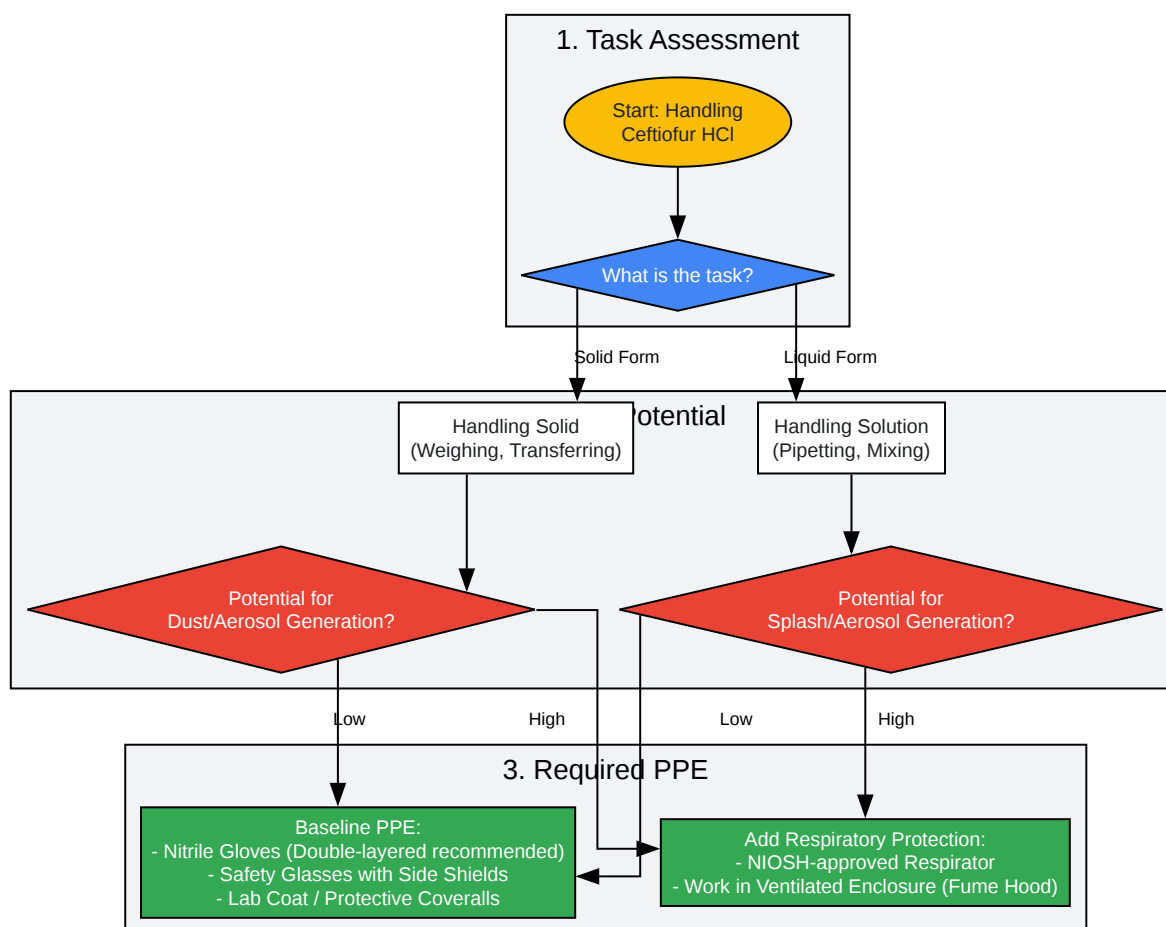 1. Task Assessment
Start: Handling
Ceftiofur HCl
What is the task?
Solid Form
Liquid Form
Potential
Handling Solid
(Weighing, Transferring)
Handling Solution
(Pipetting, Mixing)
Potential for
Dust/Aerosol Generation?
Potential for
Splash/Aerosol Generation?
Low
High
Low
High
3. Required PPE
Baseline PPE:
- Nitrile Gloves (Double-layered recommended)
- Safety Glasses with Side Shields
- Lab Coat / Protective Coveralls
Add Respiratory Protection:
- NIOSH-approved Respirator
- Work in Ventilated Enclosure (Fume Hood)